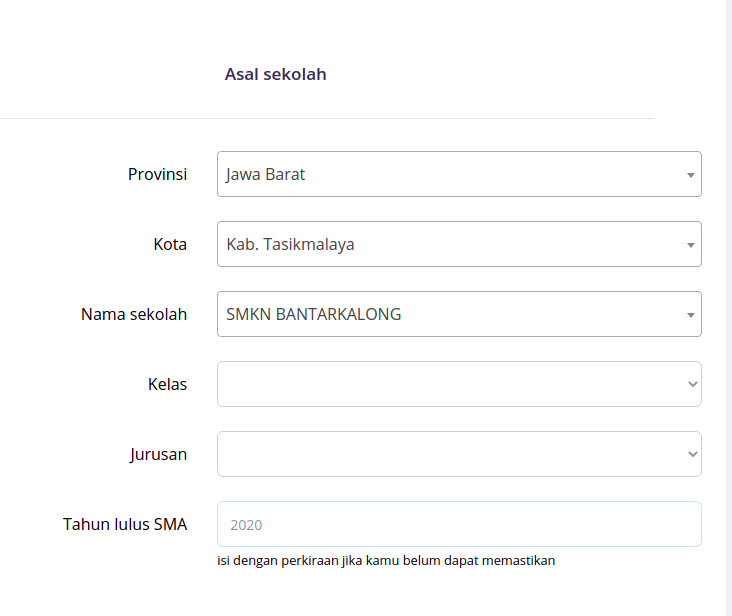 Asal sekolah
Provinsi Jawa Barat
Kota Kab. Tasikmalaya
Nama sekolah SMKN BANTARKALONG
Kelas
Jurusan
Tahun lulus SMA 2020
isi dengan perkiraan jika kamu belum dapat memastikan